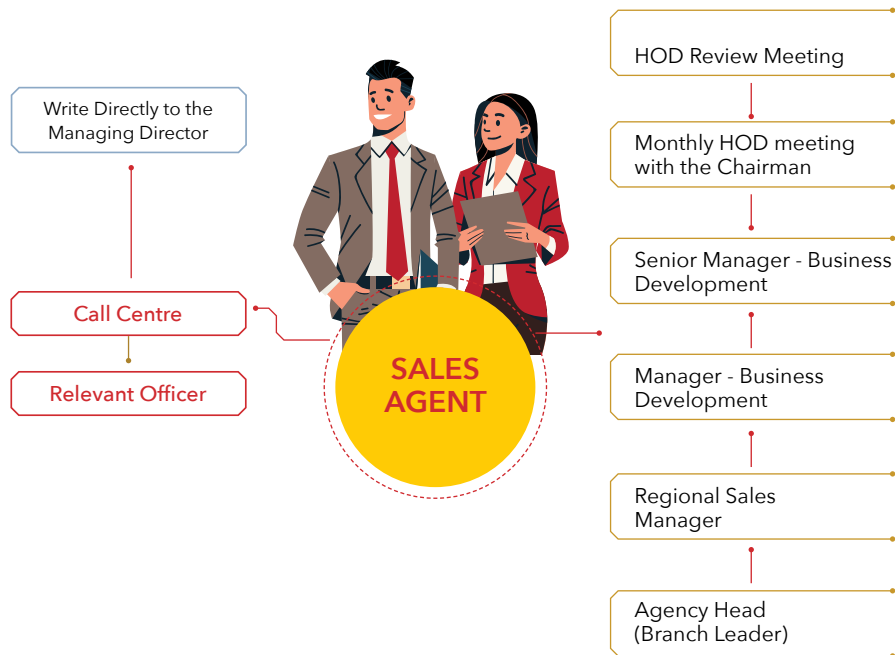 Write Directly to the
Managing Director
Call Centre
Relevant Officer
SALES
AGENT
HOD Review Meeting
Monthly HOD meeting
with the Chairman
Senior Manager - Business
Development
Manager - Business
Development
Regional Sales
Manager
Agency Head
(Branch Leader)